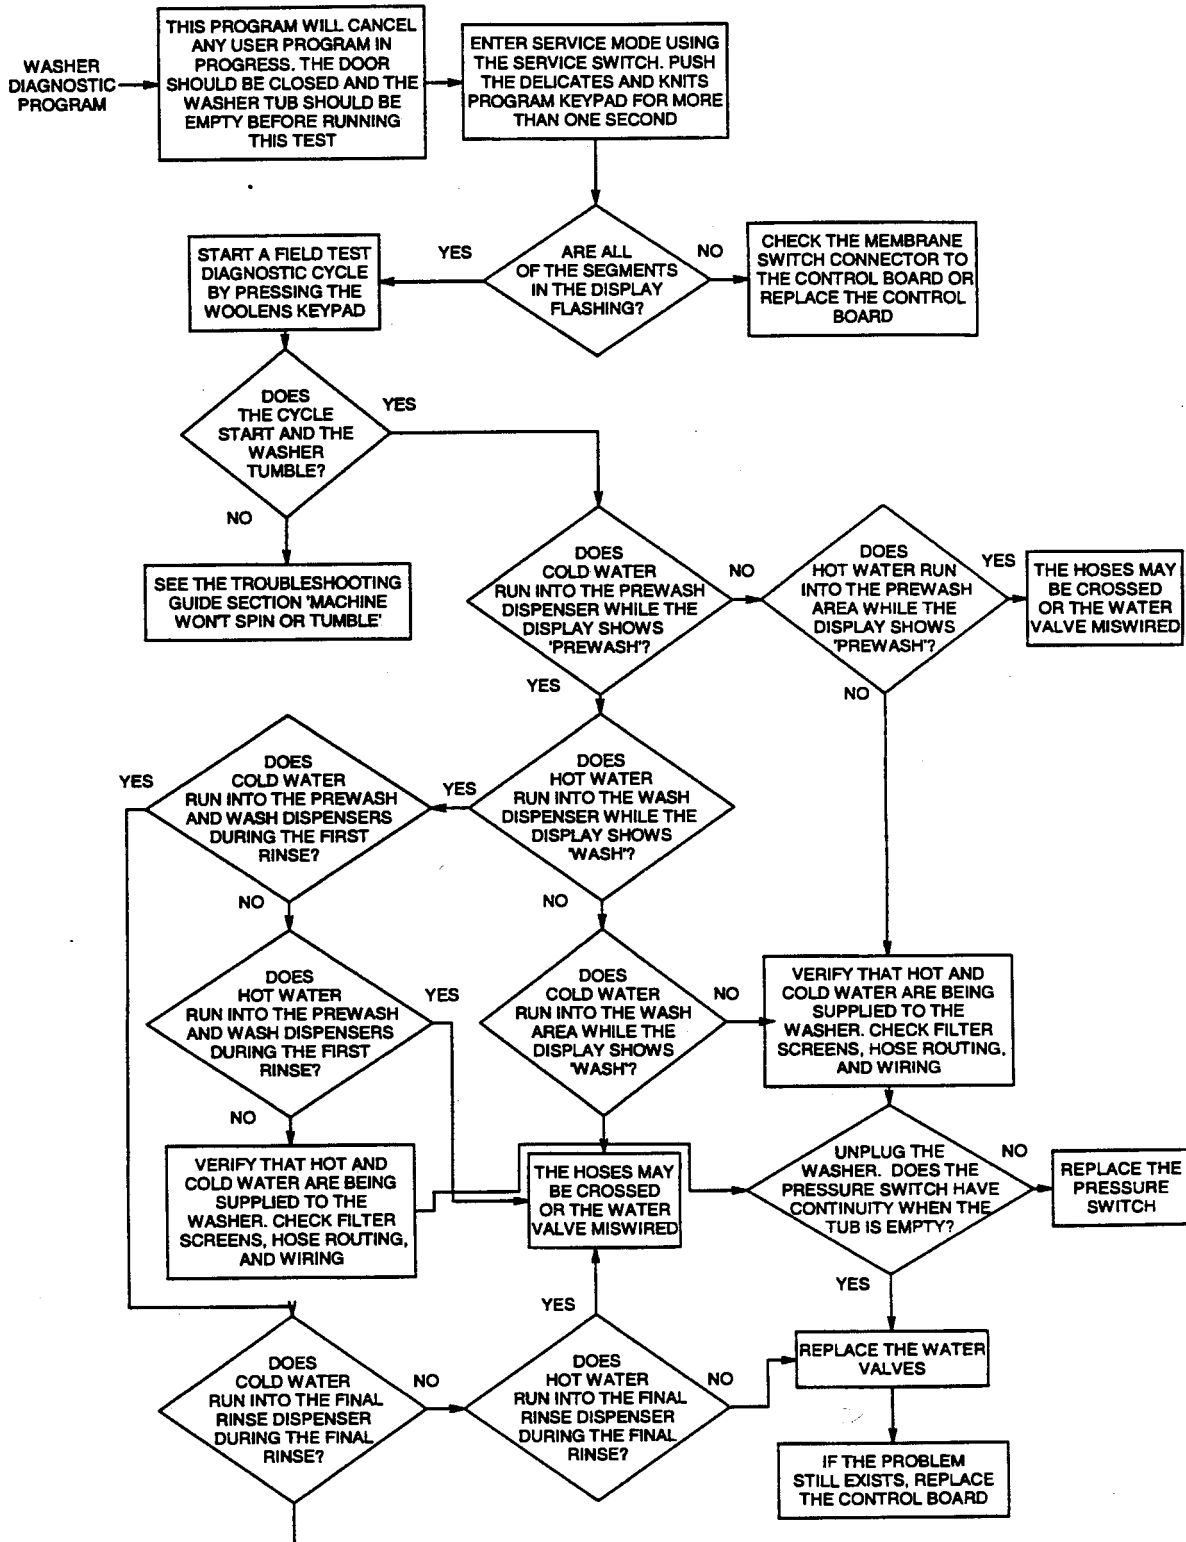 WASHER
DIAGNOSTIC
PROGRAM
THIS PROGRAM WILL CANCEL
ANY USER PROGRAM IN
PROGRESS. THE DOOR
SHOULD BE CLOSED AND THE
WASHER TUB SHOULD BE
EMPTY BEFORE RUNNING
THIS TEST
ENTER SERVICE MODE USING
THE SERVICE SWITCH. PUSH
THE DELICATES AND KNITS
PROGRAM KEYPAD FOR MORE
THAN ONE SECOND
ARE ALL
OF THE SEGMENTS
IN THE DISPLAY
FLASHING?
YES
NO
START A FIELD TEST
DIAGNOSTIC CYCLE
BY PRESSING THE
WOOLENS KEYPAD
CHECK THE MEMBRANE
SWITCH CONNECTOR TO
THE CONTROL BOARD OR
REPLACE THE CONTROL
BOARD
DOES
THE CYCLE
START AND THE
WASHER
TUMBLE?
YES
NO
SEE THE TROUBLESHOOTING
GUIDE SECTION 'MACHINE
WON'T SPIN OR TUMBLE'
DOES
COLD WATER
RUN INTO THE PREWASH
DISPENSER WHILE THE
DISPLAY SHOWS
'PREWASH'?
NO
YES
DOES
HOT WATER RUN
INTO THE PREWASH
AREA WHILE THE
DISPLAY SHOWS
'PREWASH'?
YES
NO
THE HOSES MAY
BE CROSSED
OR THE WATER
VALVE MISWIRED
DOES
COLD WATER
RUN INTO THE PREWASH
AND WASH DISPENSERS
DURING THE FIRST
RINSE?
YES
NO
DOES
HOT WATER
RUN INTO THE WASH
DISPENSER WHILE THE
DISPLAY SHOWS
'WASH'?
YES
NO
DOES
HOT WATER
RUN INTO THE PREWASH
AND WASH DISPENSERS
DURING THE FIRST
RINSE?
YES
NO
DOES
COLD WATER
RUN INTO THE WASH
AREA WHILE THE
DISPLAY SHOWS
'WASH'?
NO
VERIFY THAT HOT AND
COLD WATER ARE BEING
SUPPLIED TO THE
WASHER. CHECK FILTER
SCREENS, HOSE ROUTING,
AND WIRING
VERIFY THAT HOT AND
COLD WATER ARE BEING
SUPPLIED TO THE
WASHER. CHECK FILTER
SCREENS, HOSE ROUTING,
AND WIRING
THE HOSES MAY
BE CROSSED
OR THE WATER
VALVE MISWIRED
UNPLUG THE
WASHER. DOES THE
PRESSURE SWITCH HAVE
CONTINUITY WHEN THE
TUB IS EMPTY?
NO
YES
REPLACE THE
PRESSURE
SWITCH
DOES
COLD WATER
RUN INTO THE FINAL
RINSE DISPENSER
DURING THE FINAL
RINSE?
NO
DOES
HOT WATER
RUN INTO THE FINAL
RINSE DISPENSER
DURING THE FINAL
RINSE?
YES
NO
REPLACE THE WATER
VALVES
IF THE PROBLEM
STILL EXISTS, REPLACE
THE CONTROL BOARD